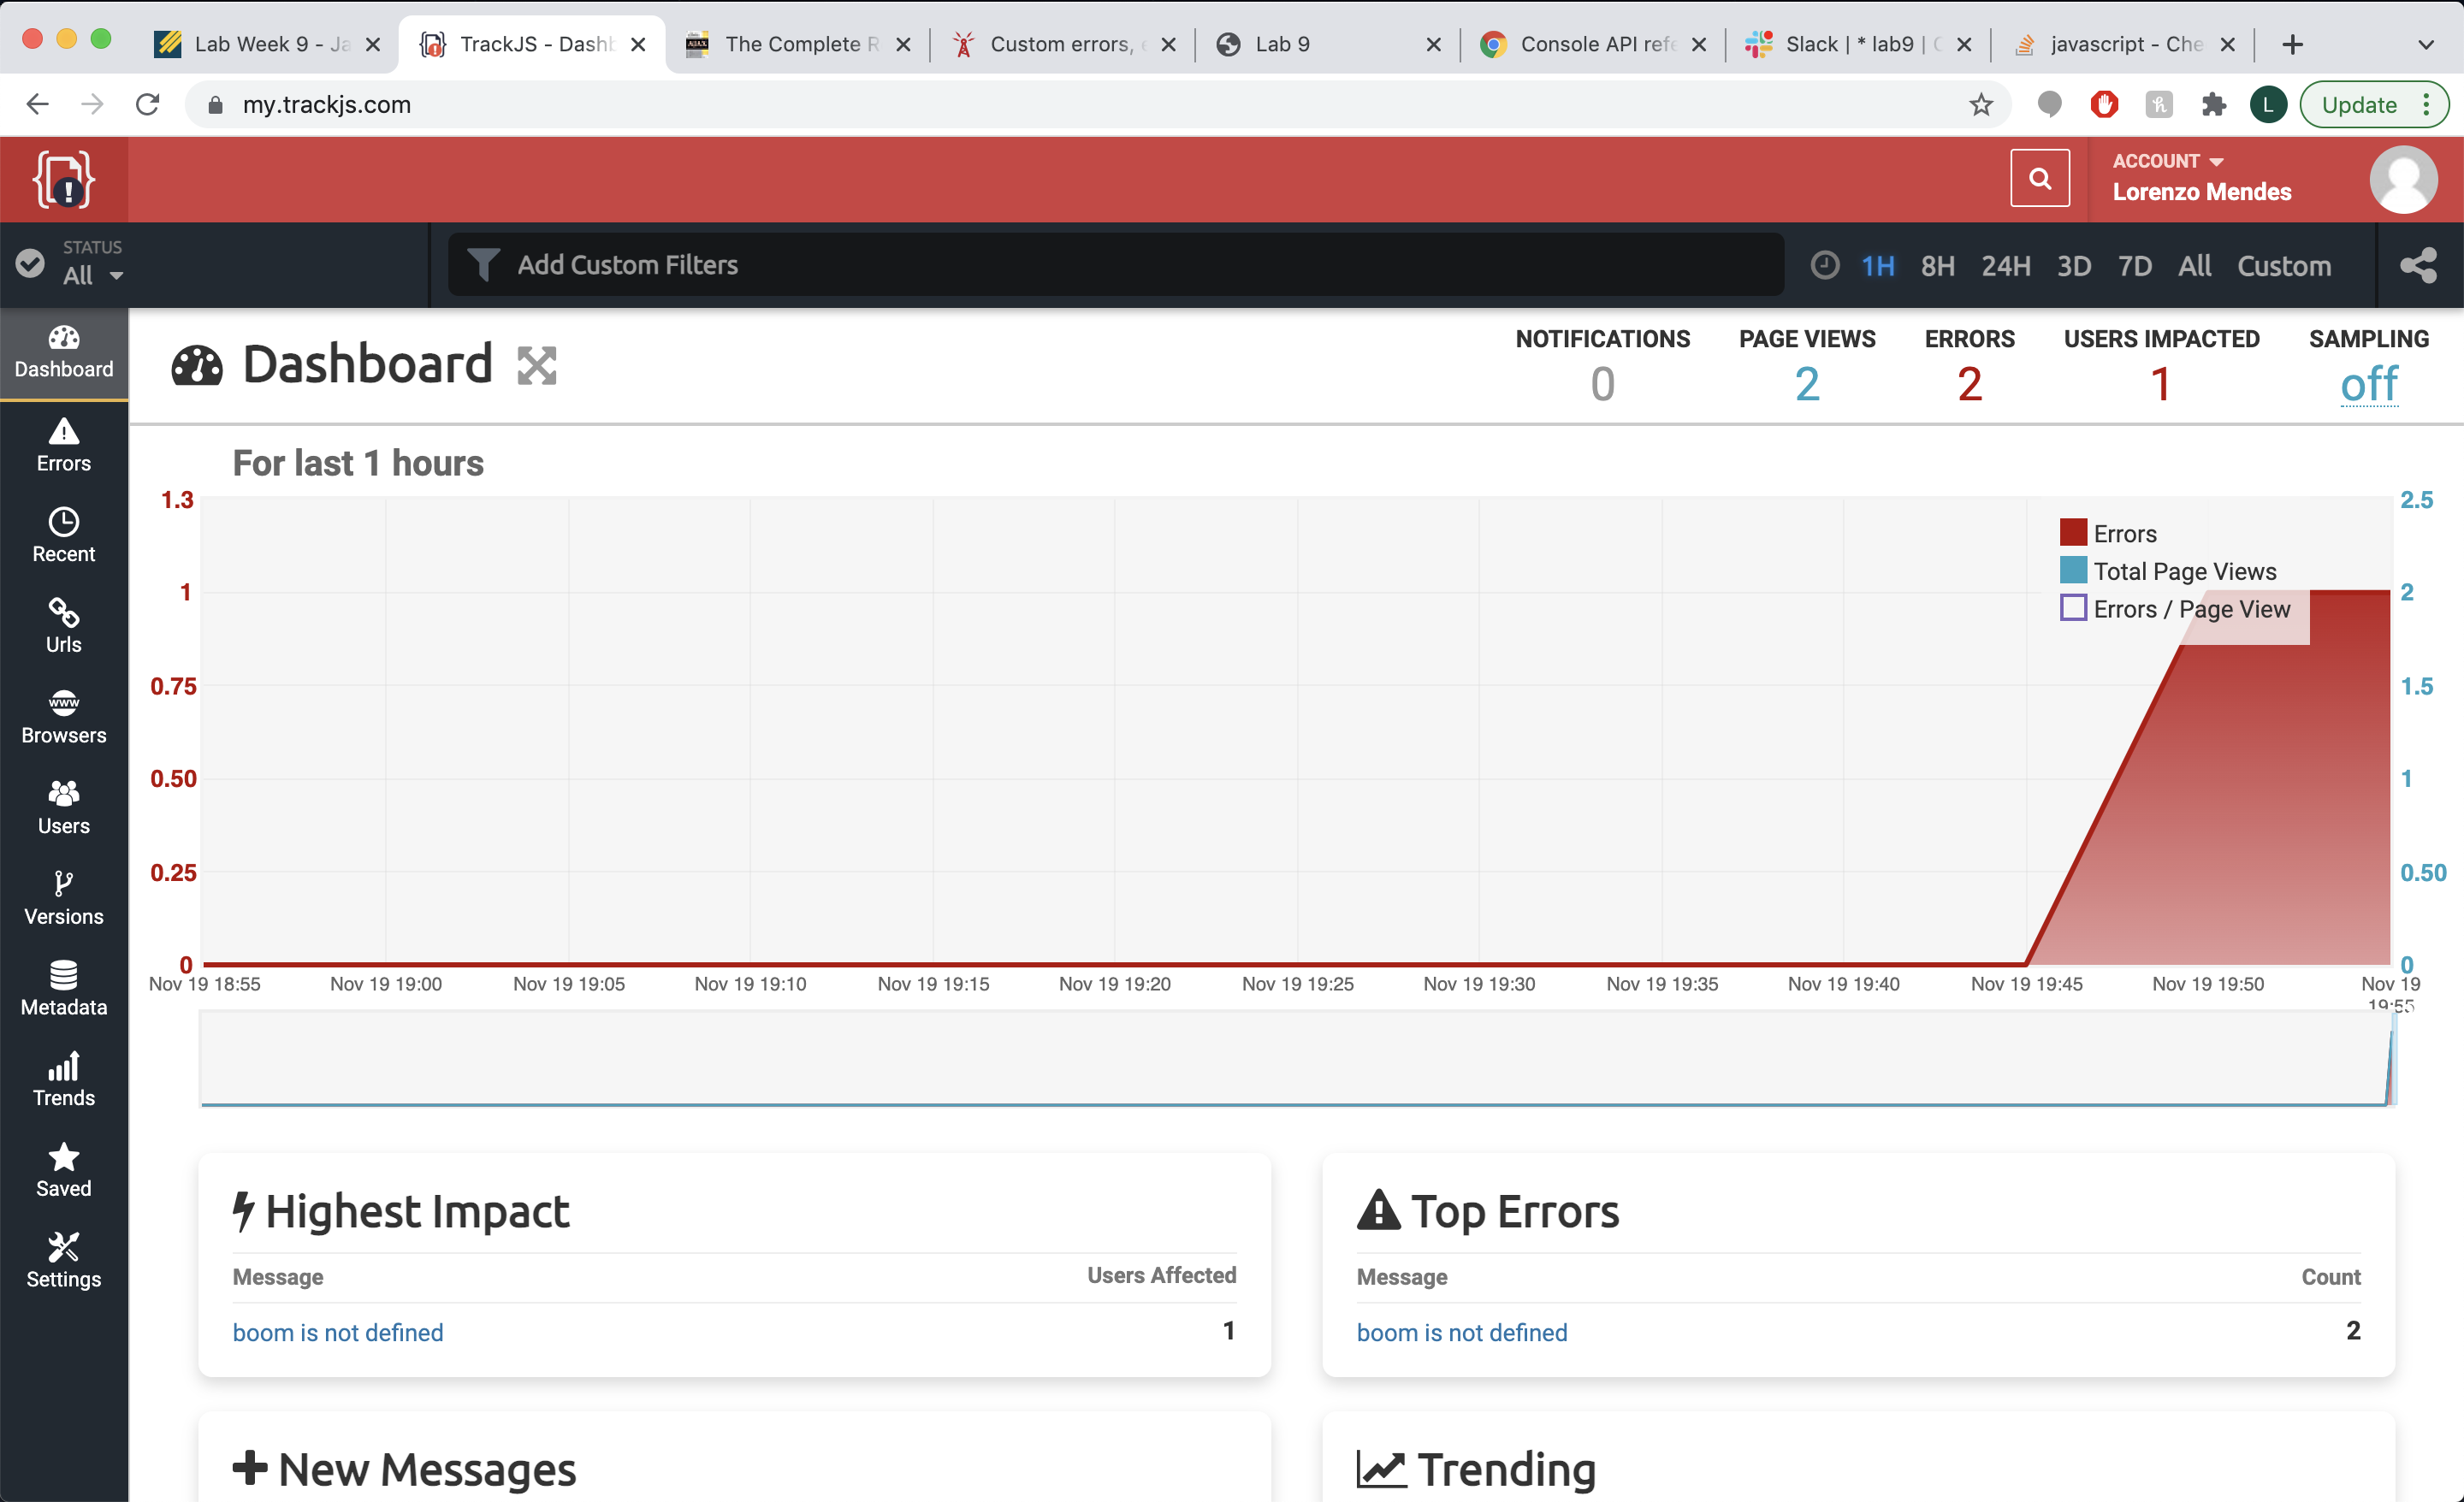 Lab Week 9 - Ja
TrackJS - Dashb
The Complete R
Custom errors, e
Lab 9
Console API refe
Slack | * lab9 | C
javascript - Che
my.trackjs.com
L
Update
ACCOUNT
Lorenzo Mendes
STATUS
All
Add Custom Filters
1H 8H 24H 3D 7D All Custom
Dashboard
Errors
Recent
Urls
www
Browsers
Users
Versions
Metadata
Trends
Saved
Settings
Dashboard
NOTIFICATIONS
0
PAGE VIEWS
2
ERRORS
2
USERS IMPACTED
1
SAMPLING
off
For last 1 hours
1.3
1
0.75
0.50
0.25
0
2.5
2
1.5
1
0.50
0
Errors
Total Page Views
Errors / Page View
Nov 19 18:55
Nov 19 19:00
Nov 19 19:05
Nov 19 19:10
Nov 19 19:15
Nov 19 19:20
Nov 19 19:25
Nov 19 19:30
Nov 19 19:35
Nov 19 19:40
Nov 19 19:45
Nov 19 19:50
Nov 19
19:55
Highest Impact
Message Users Affected
boom is not defined 1
Top Errors
Message Count
boom is not defined 2
New Messages
Trending